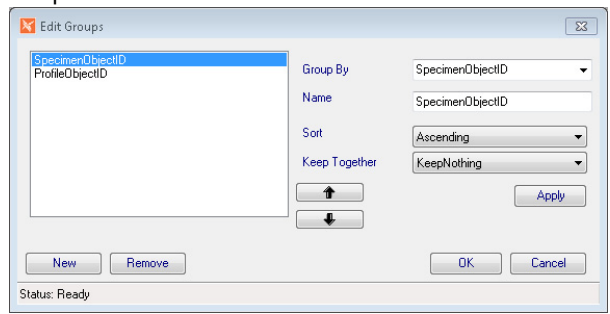 Edit Groups
SpecimenObjectID
ProfileObjectID
Group By
SpecimenObjectID
Name
SpecimenObjectID
Sort
Ascending
Keep Together
KeepNothing
Apply
New
Remove
OK
Cancel
Status: Ready